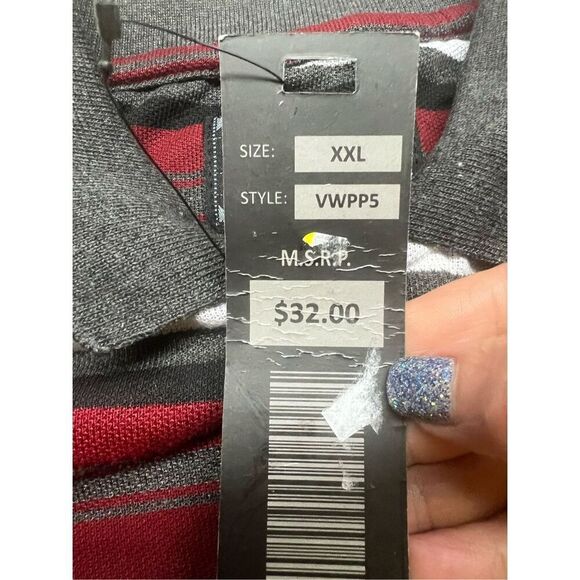 SIZE: XXL
STYLE: VWPP5
M.S.R.P.
$32.00